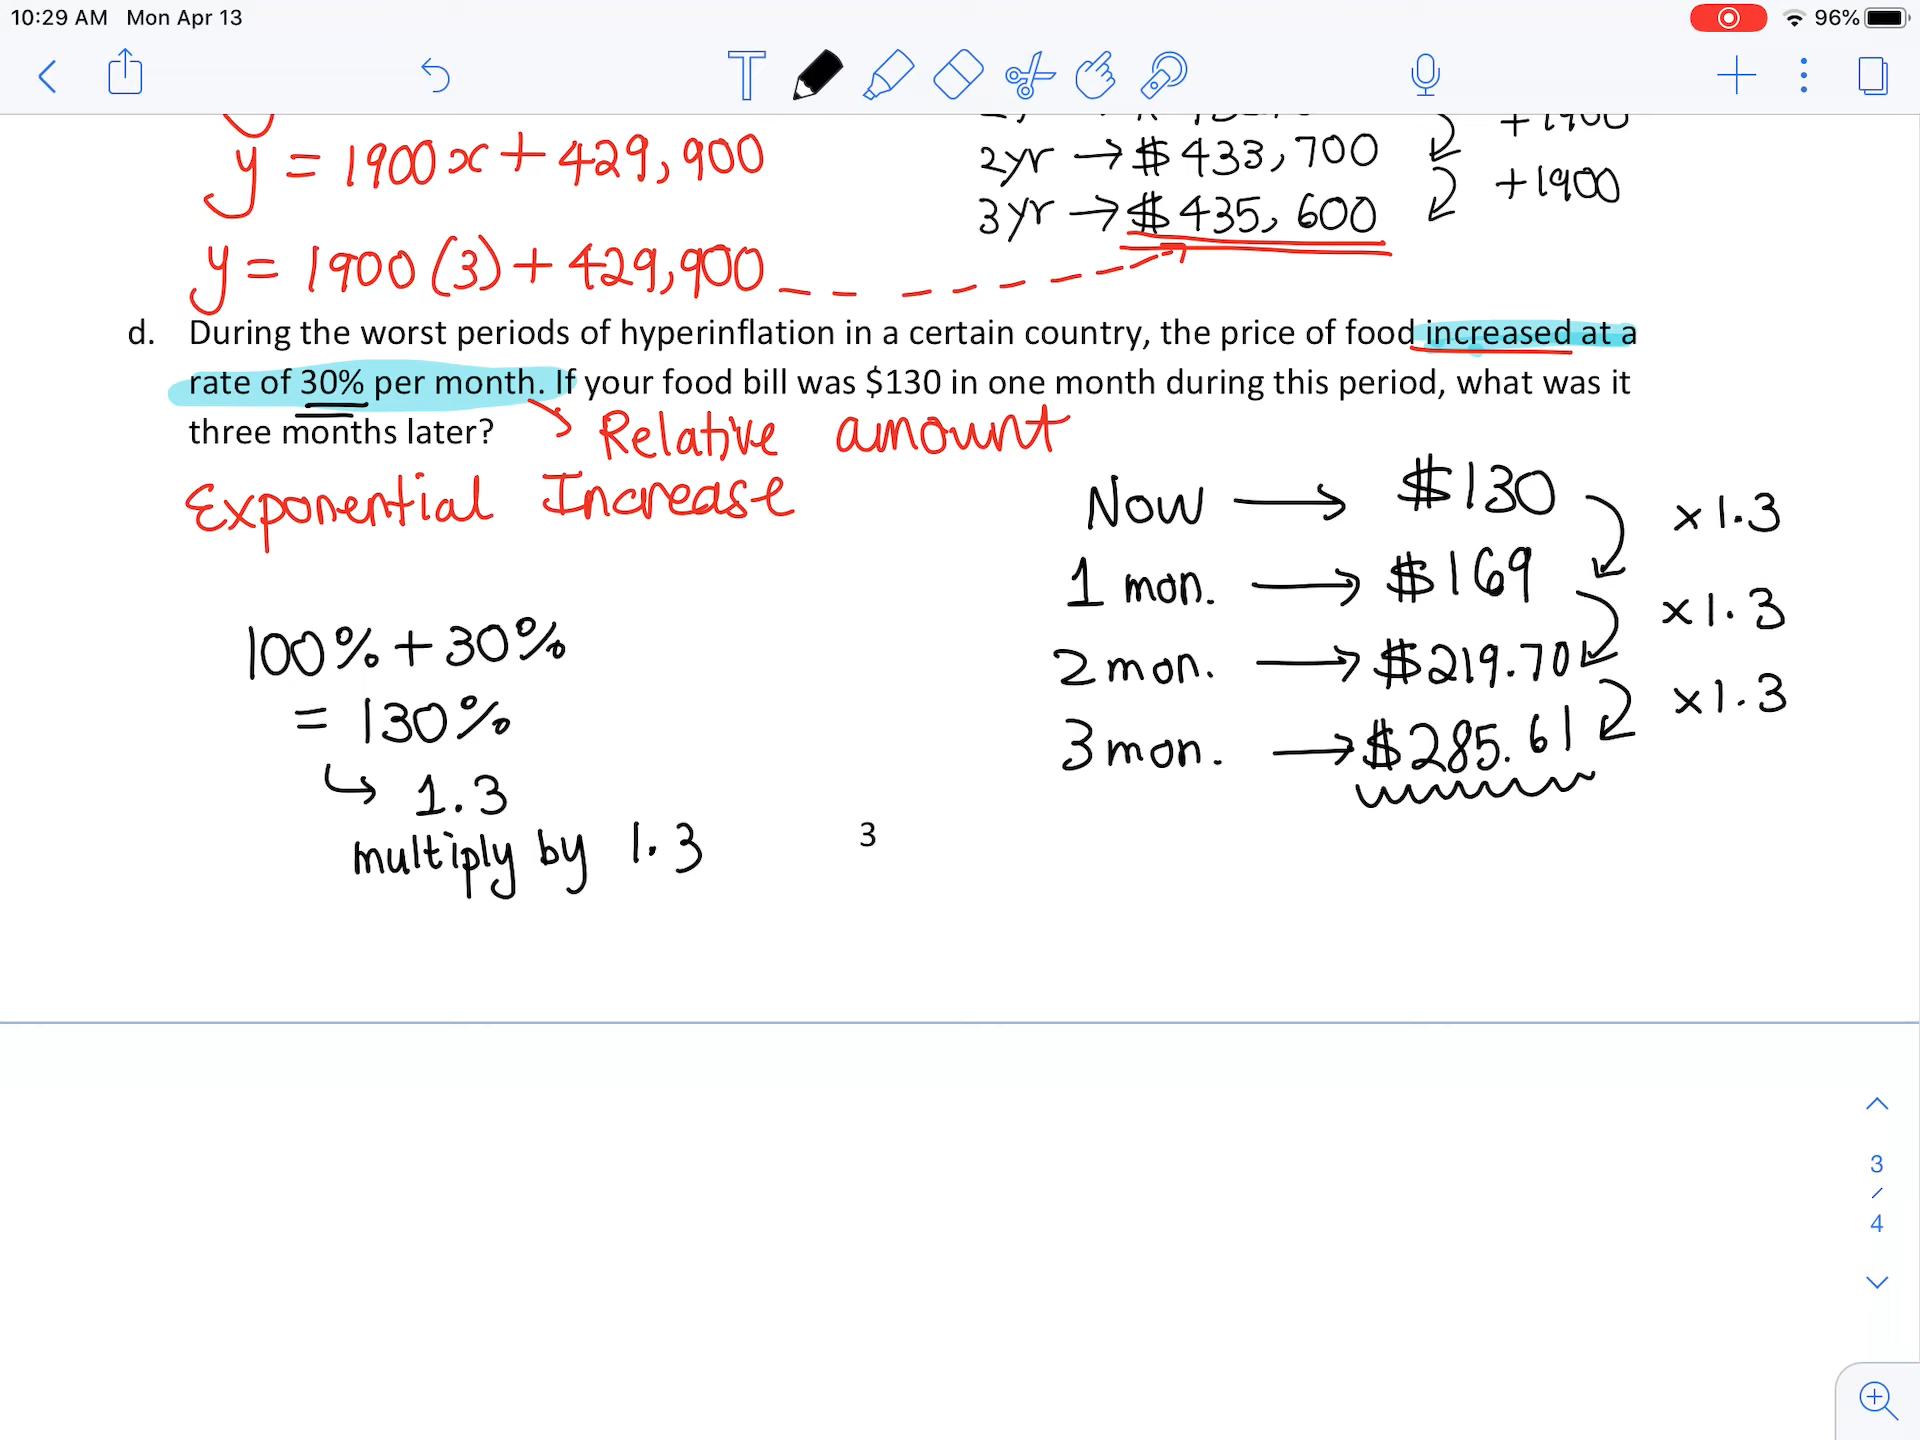 10:29 AM Mon Apr 13
96%
T
+1900
y = 1900x + 429,900
2yr → $433,700
+1900
3yr → $435,600
y = 1900(3) + 429,900
d. During the worst periods of hyperinflation in a certain country, the price of food increased at a
rate of 30% per month. If your food bill was $130 in one month during this period, what was it
three months later?
Relative amount
Exponential Increase
Now → $130
x1.3
1 mon. → $169
x1.3
2 mon. → $219.70
x1.3
3 mon. → $285.61
100% + 30%
= 130%
↪ 1.3
multiply by 1.3
3
3
/
4